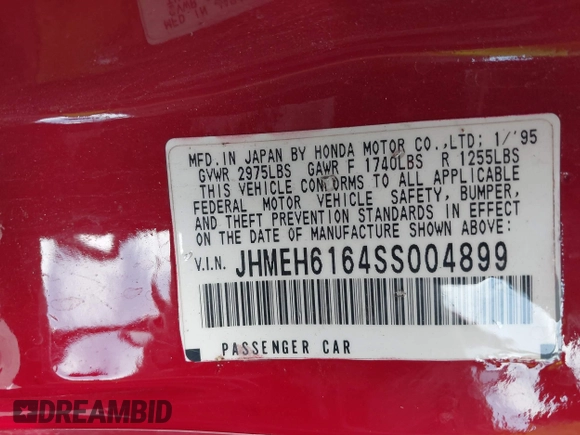 MFD.IN JAPAN BY HONDA MOTOR CO.,LTD; 1/'95
GVWR 2975LBS GAWR F 1740LBS R 1255LBS
THIS VEHICLE CONFORMS TO ALL APPLICABLE
FEDERAL MOTOR VEHICLE SAFETY, BUMPER,
AND THEFT PREVENTION STANDARDS IN EFFECT
ON THE DATE OF MANUFACTURE SHOWN ABOVE:
V.I.N. JHMEH6164SS004899
PASSENGER CAR
DREAMBID